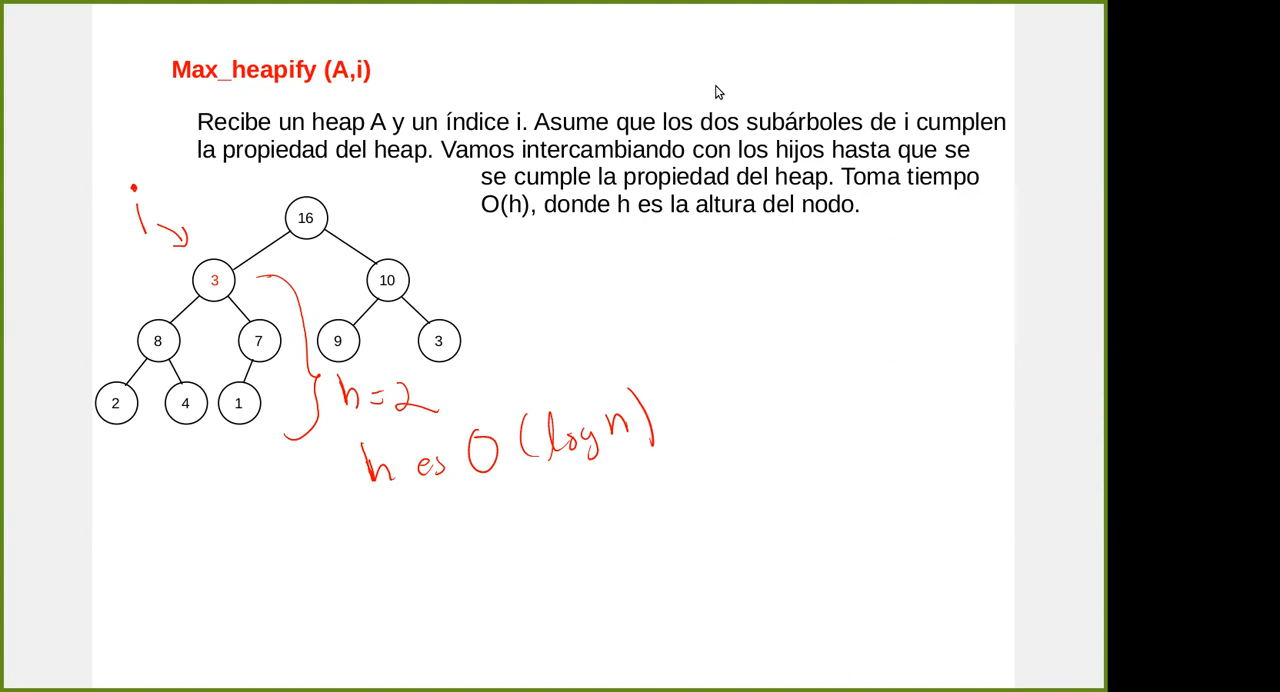 Max_heapify (A,i)
Recibe un heap A y un índice i. Asume que los dos subárboles de i cumplen
la propiedad del heap. Vamos intercambiando con los hijos hasta que se
se cumple la propiedad del heap. Toma tiempo
O(h), donde h es la altura del nodo.
i
16
3
10
8
7
9
3
2
4
1
h = 2
h es O (log n)